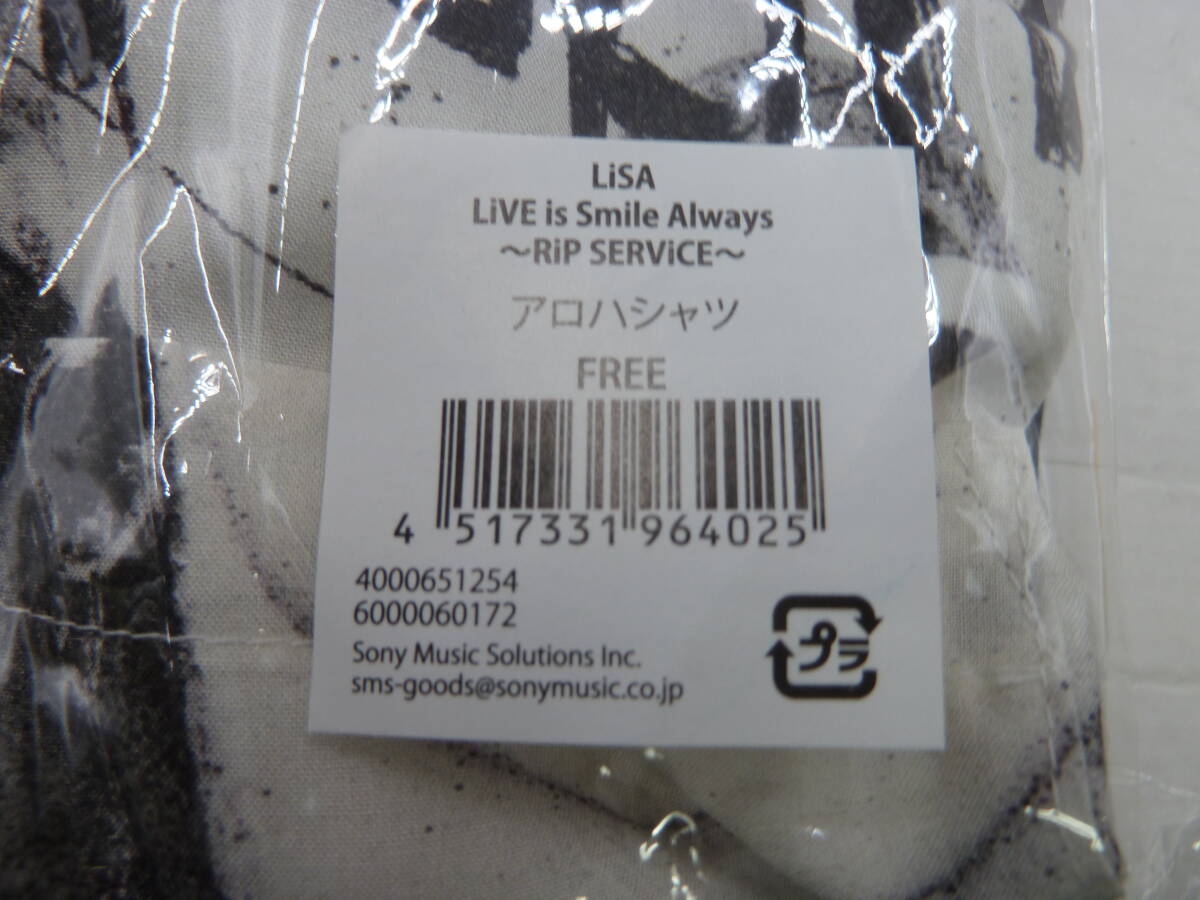 LiSA
LiVE is Smile Always
～RiP SERViCE～
アロハシャツ
FREE
4 517331 964025
4000651254
6000060172
Sony Music Solutions Inc.
sms-goods@sonymusic.co.jp
プラ